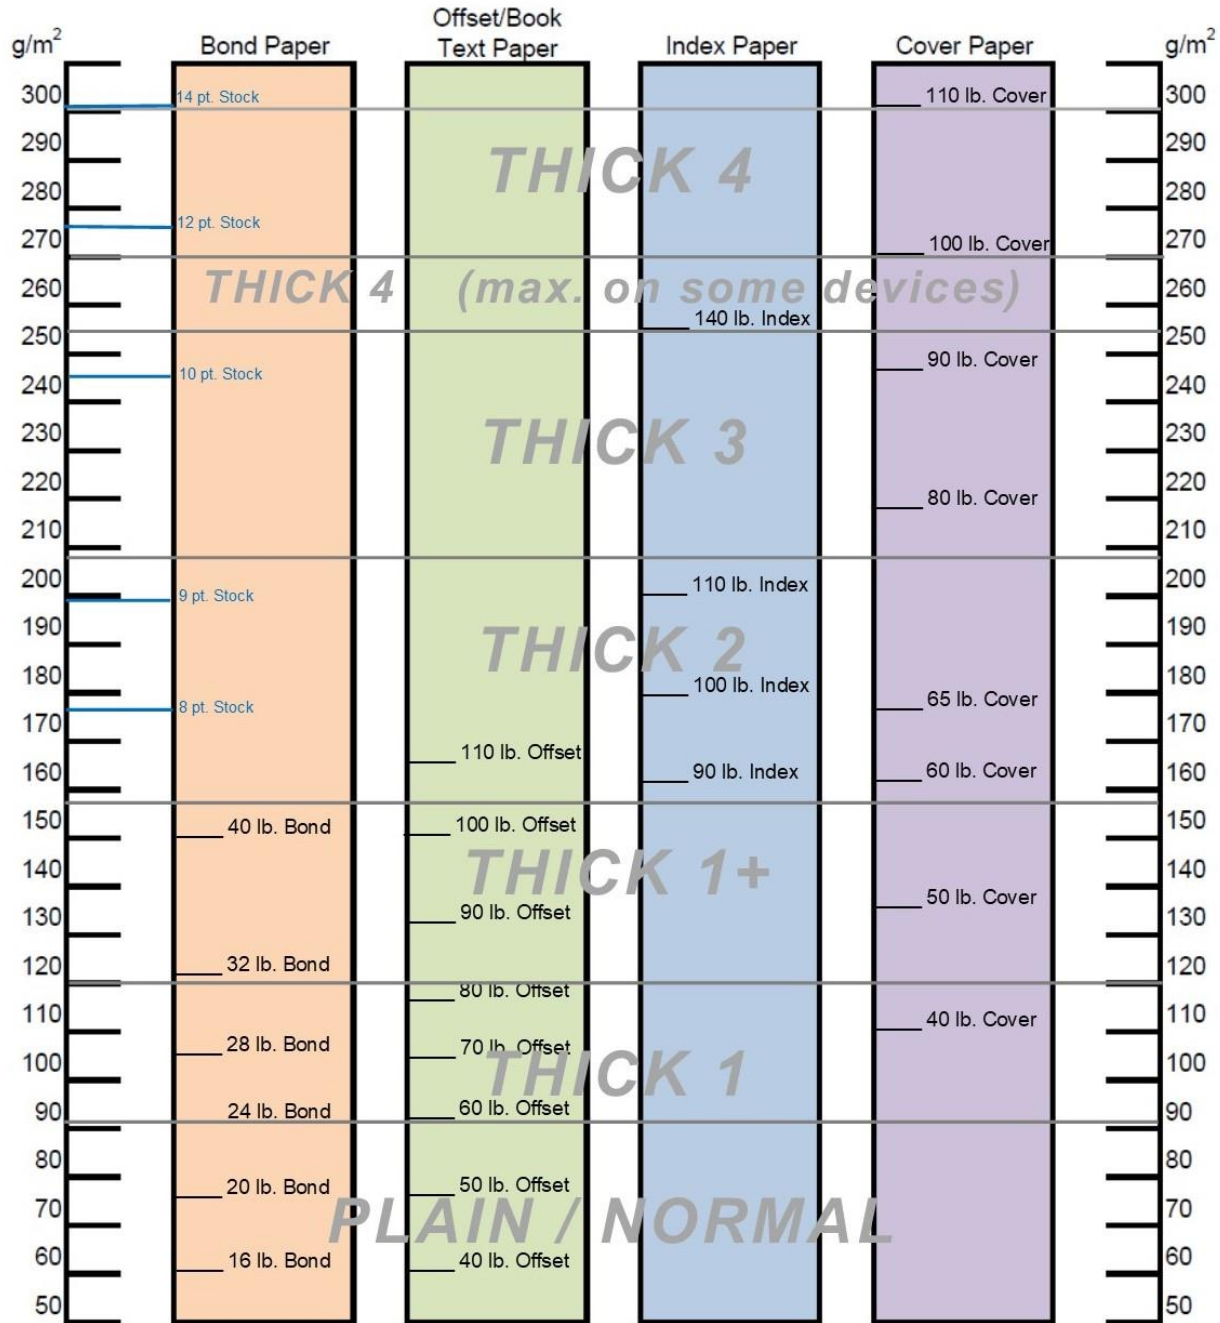 g/m²
Bond Paper
Offset/Book
Text Paper
Index Paper
Cover Paper
g/m²
300 14 pt. Stock 110 lb. Cover 300
290 THICK 4 290
280 280
12 pt. Stock
270 100 lb. Cover 270
260 THICK 4 (max. on some devices) 260
140 lb. Index
250 250
90 lb. Cover
240 10 pt. Stock 240
230 THICK 3 230
220 80 lb. Cover 220
210 210
200 110 lb. Index 200
9 pt. Stock
190 THICK 2 190
180 100 lb. Index 180
8 pt. Stock 65 lb. Cover
170 170
110 lb. Offset
160 90 lb. Index 60 lb. Cover 160
150 40 lb. Bond 100 lb. Offset 150
140 THICK 1+ 140
50 lb. Cover
130 90 lb. Offset 130
120 32 lb. Bond 120
80 lb. Offset
110 40 lb. Cover 110
28 lb. Bond 70 lb. Offset
100 THICK 1 100
90 24 lb. Bond 60 lb. Offset 90
80 80
20 lb. Bond 50 lb. Offset
70 PLAIN / NORMAL 70
60 16 lb. Bond 40 lb. Offset 60
50 50